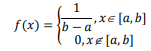 f(x) = { 1/(b − a), x ∈ [a, b]
0, x ∉ [a, b]